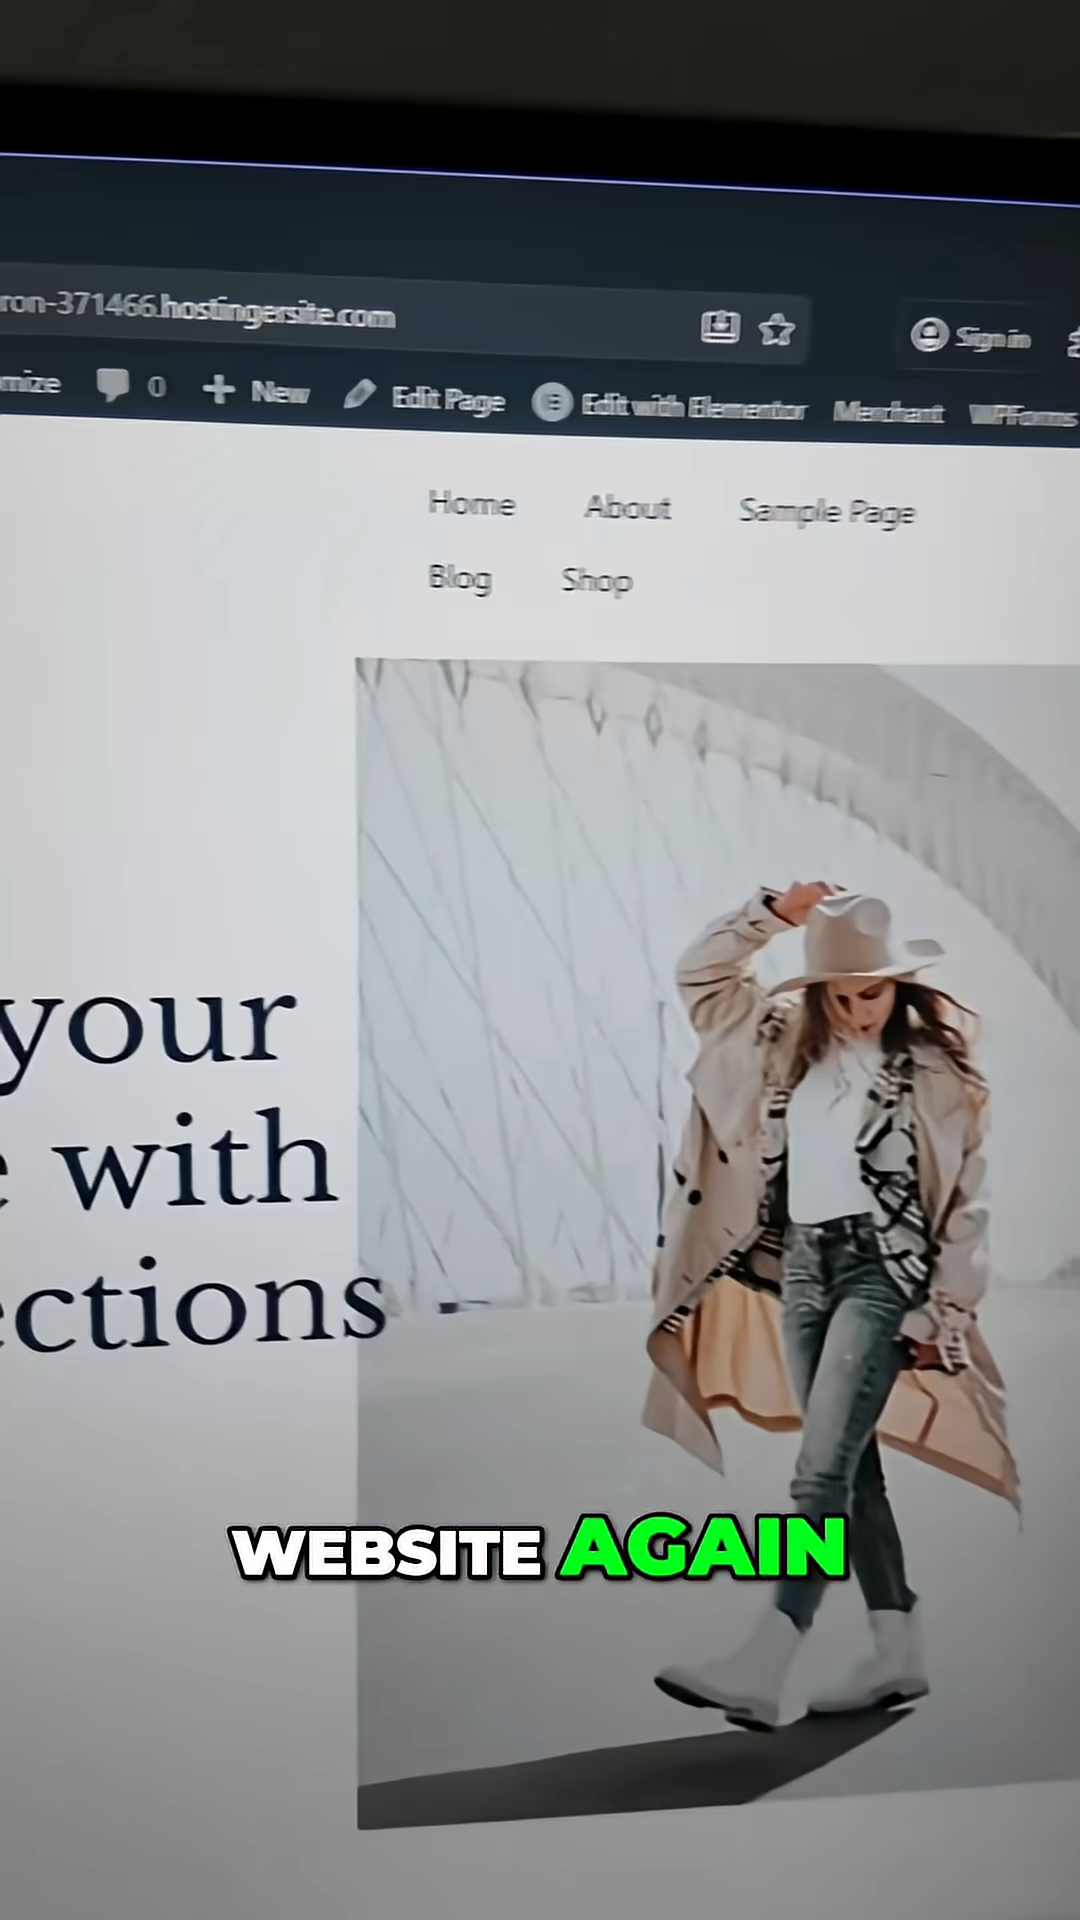 ron-371466.hostingersite.com
Sign in
mize 0 New Edit Page Edit with Elementor Merchant WPForms
Home About Sample Page
Blog Shop
your
with
ections
WEBSITE AGAIN